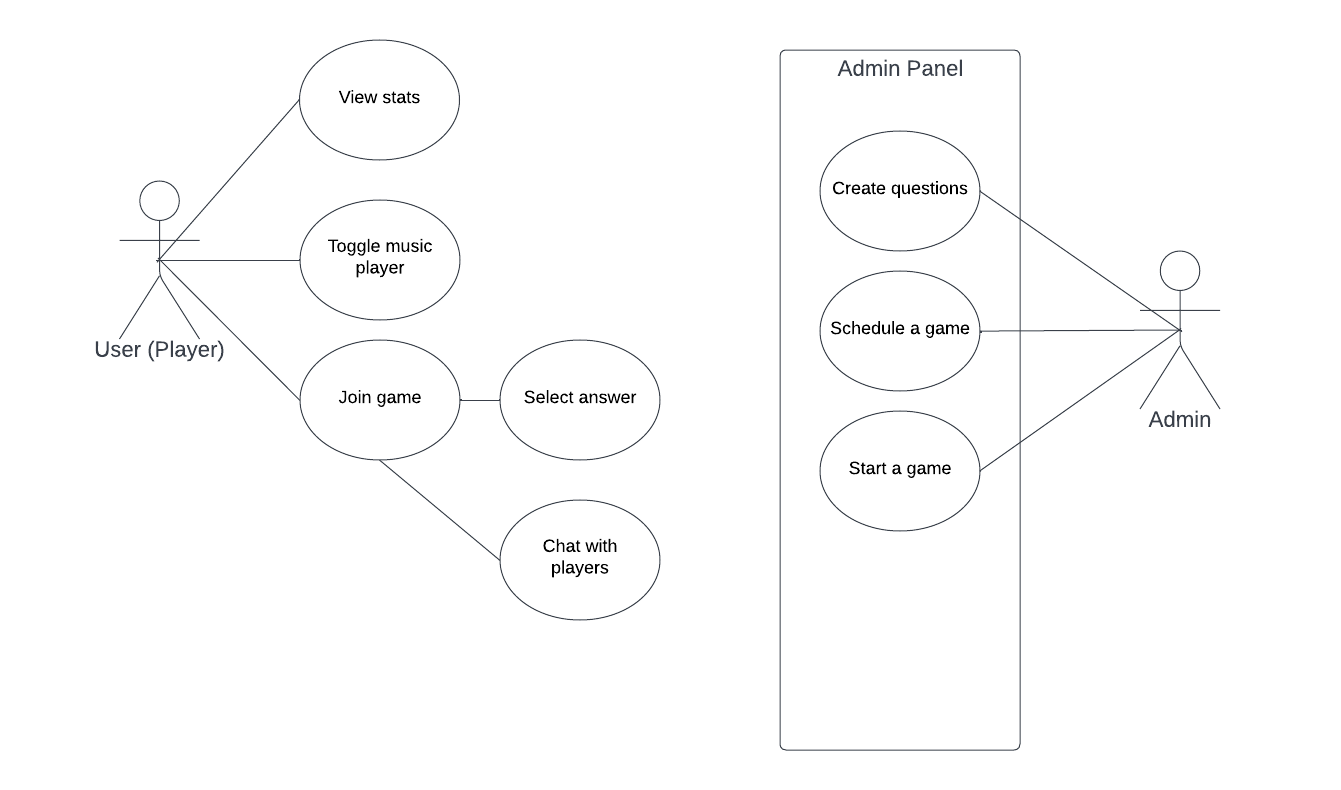 View stats
Toggle music
player
User (Player)
Join game
Select answer
Chat with
players
Admin Panel
Create questions
Schedule a game
Start a game
Admin